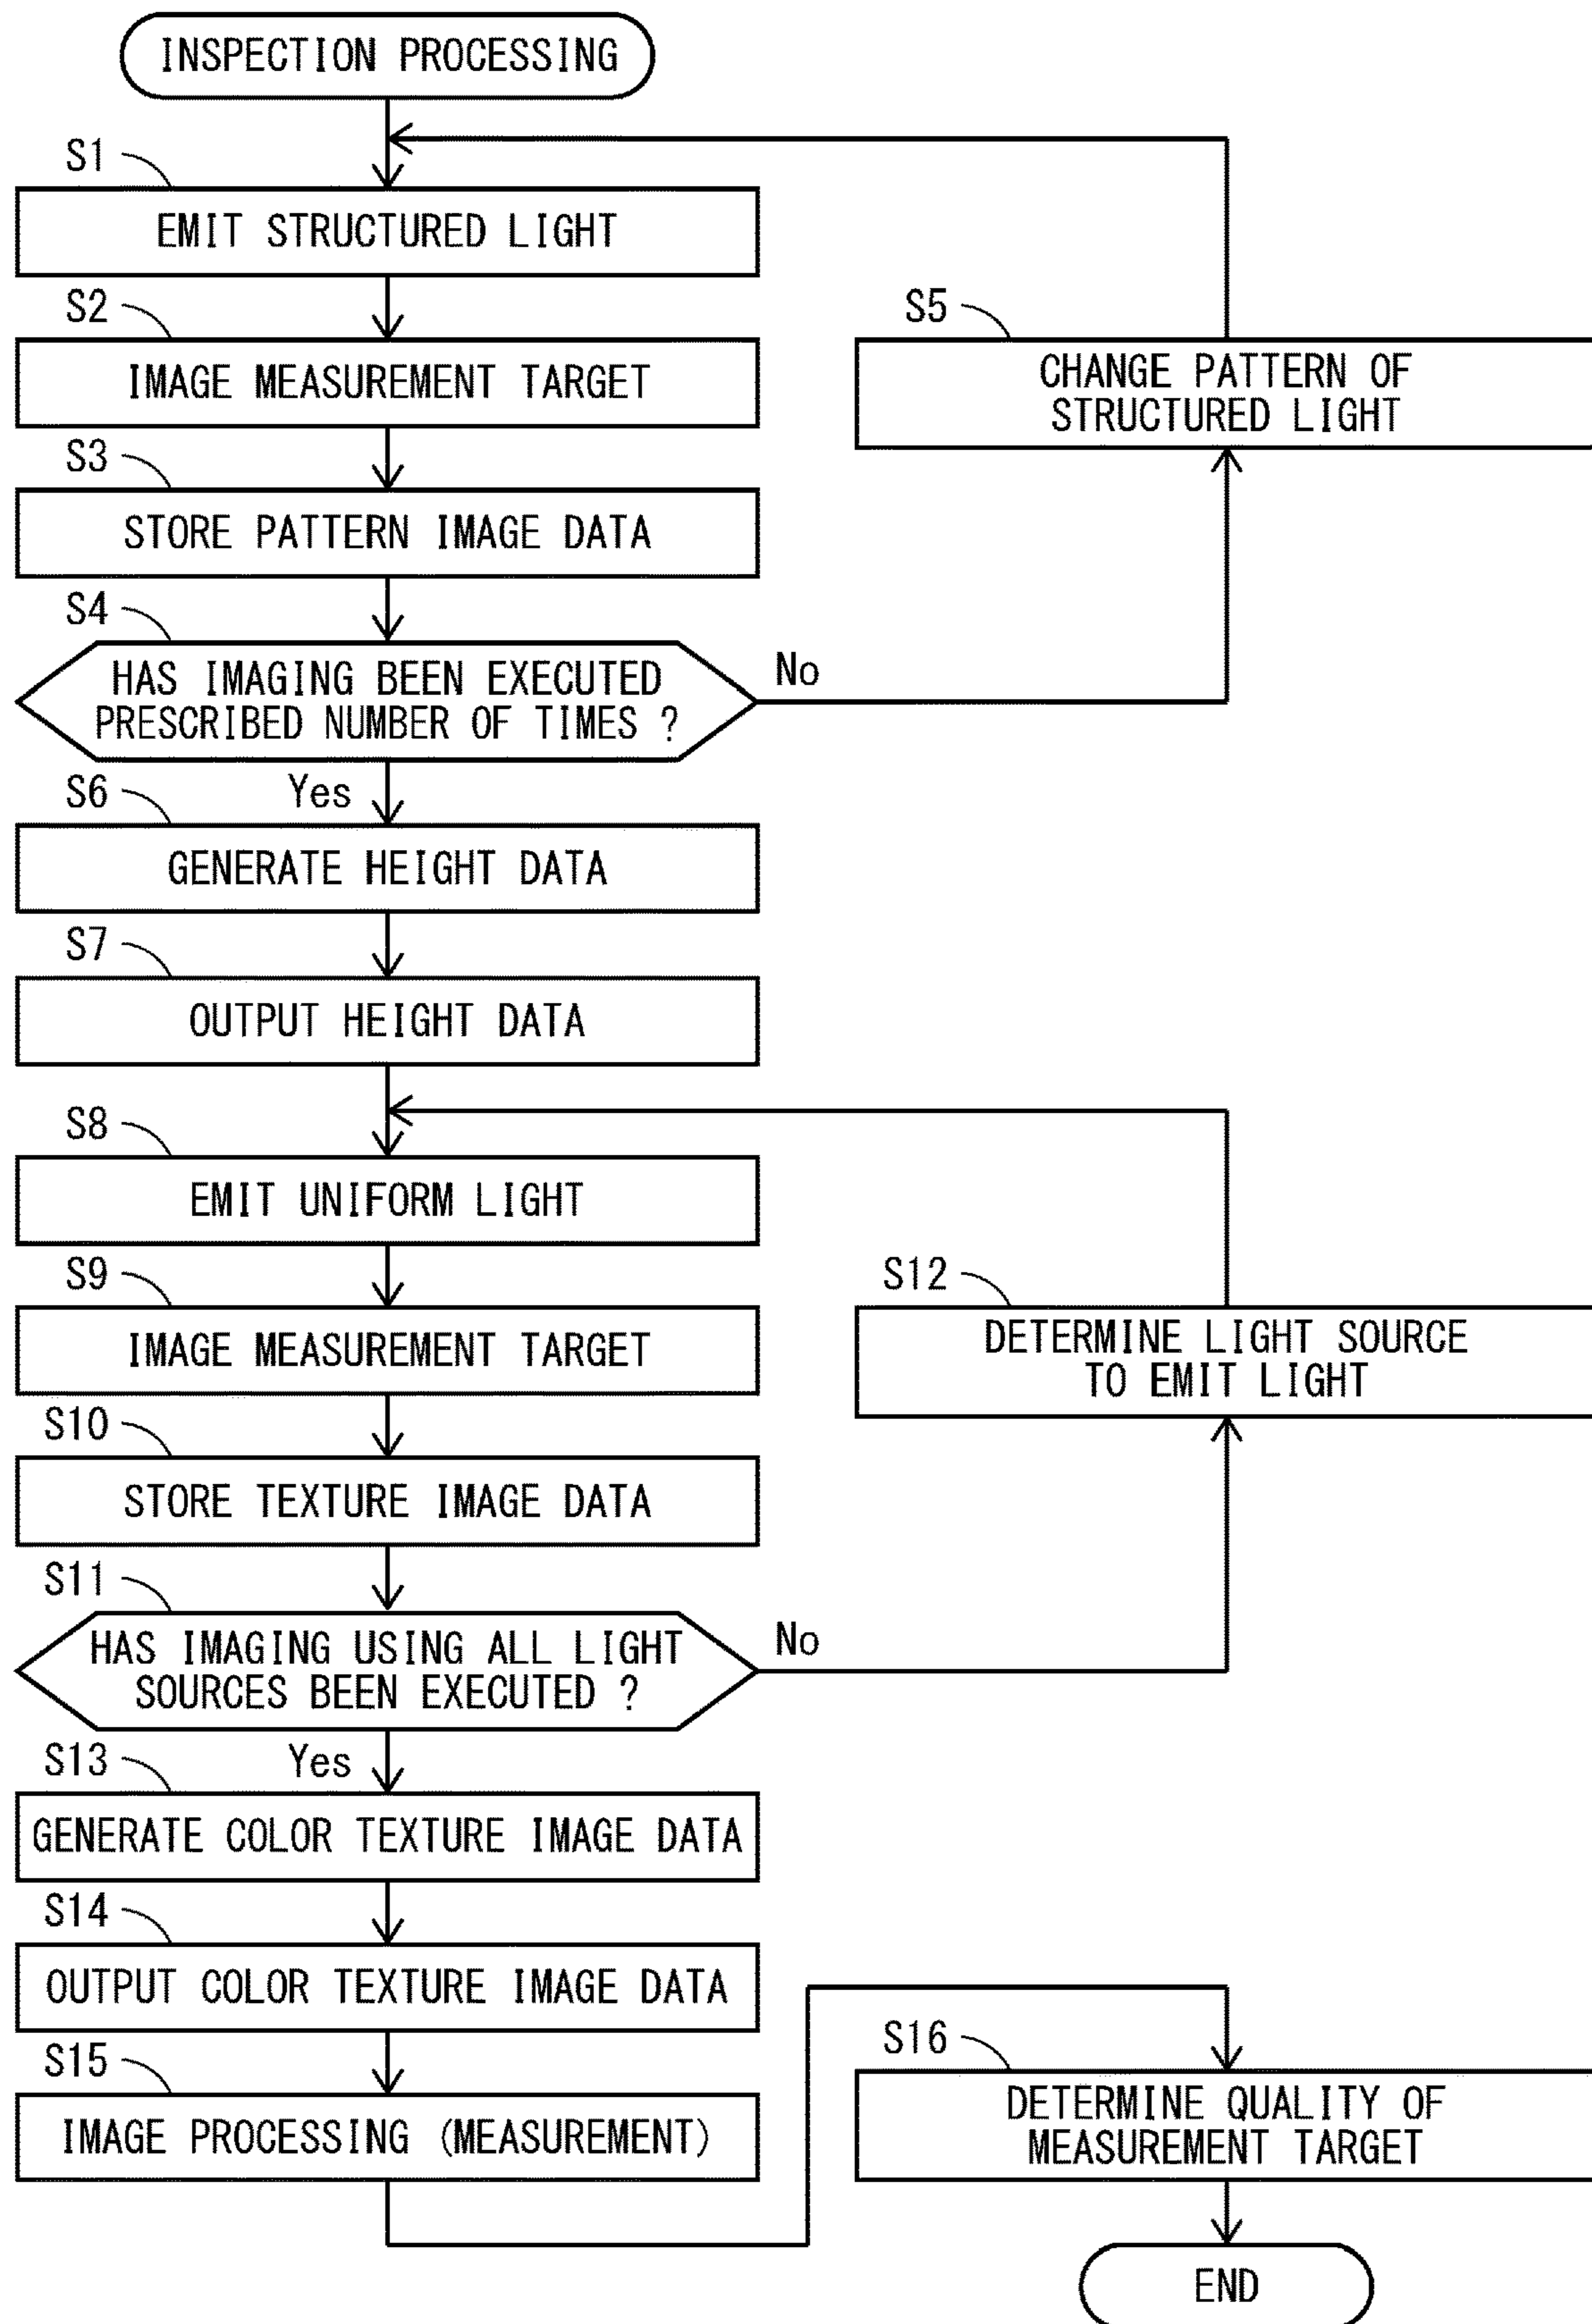 INSPECTION PROCESSING
S1
EMIT STRUCTURED LIGHT
S2
IMAGE MEASUREMENT TARGET
S5
CHANGE PATTERN OF
STRUCTURED LIGHT
S3
STORE PATTERN IMAGE DATA
S4
HAS IMAGING BEEN EXECUTED
PRESCRIBED NUMBER OF TIMES ?
No
Yes
S6
GENERATE HEIGHT DATA
S7
OUTPUT HEIGHT DATA
S8
EMIT UNIFORM LIGHT
S9
IMAGE MEASUREMENT TARGET
S12
DETERMINE LIGHT SOURCE
TO EMIT LIGHT
S10
STORE TEXTURE IMAGE DATA
S11
HAS IMAGING USING ALL LIGHT
SOURCES BEEN EXECUTED ?
No
Yes
S13
GENERATE COLOR TEXTURE IMAGE DATA
S14
OUTPUT COLOR TEXTURE IMAGE DATA
S15
IMAGE PROCESSING (MEASUREMENT)
S16
DETERMINE QUALITY OF
MEASUREMENT TARGET
END